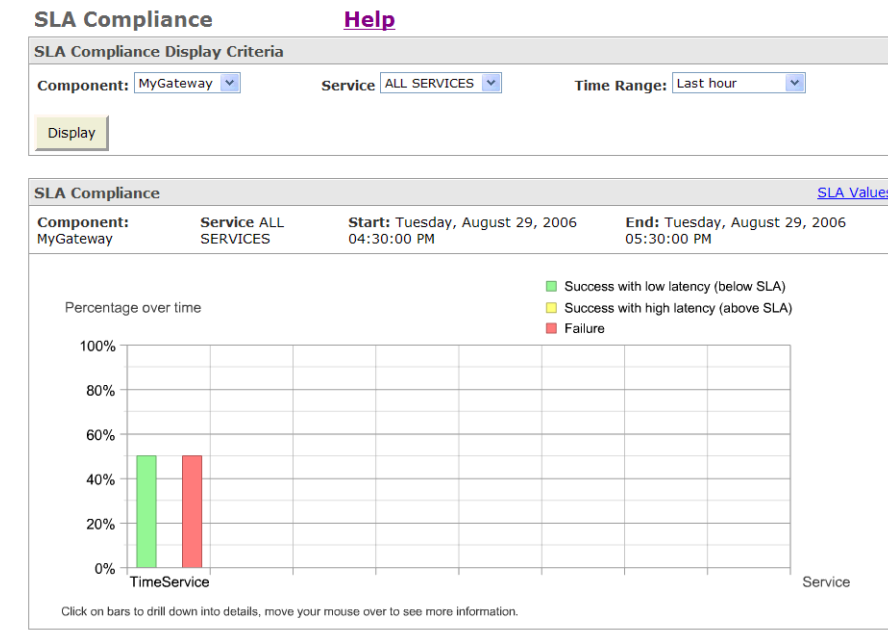 SLA Compliance Help
SLA Compliance Display Criteria
Component: MyGateway Service ALL SERVICES Time Range: Last hour
Display
SLA Compliance SLA Values
Component: Service ALL Start: Tuesday, August 29, 2006 End: Tuesday, August 29, 2006
MyGateway SERVICES 04:30:00 PM 05:30:00 PM
Success with low latency (below SLA)
Percentage over time Success with high latency (above SLA)
Failure
100%
80%
60%
40%
20%
0%
TimeService Service
Click on bars to drill down into details, move your mouse over to see more information.